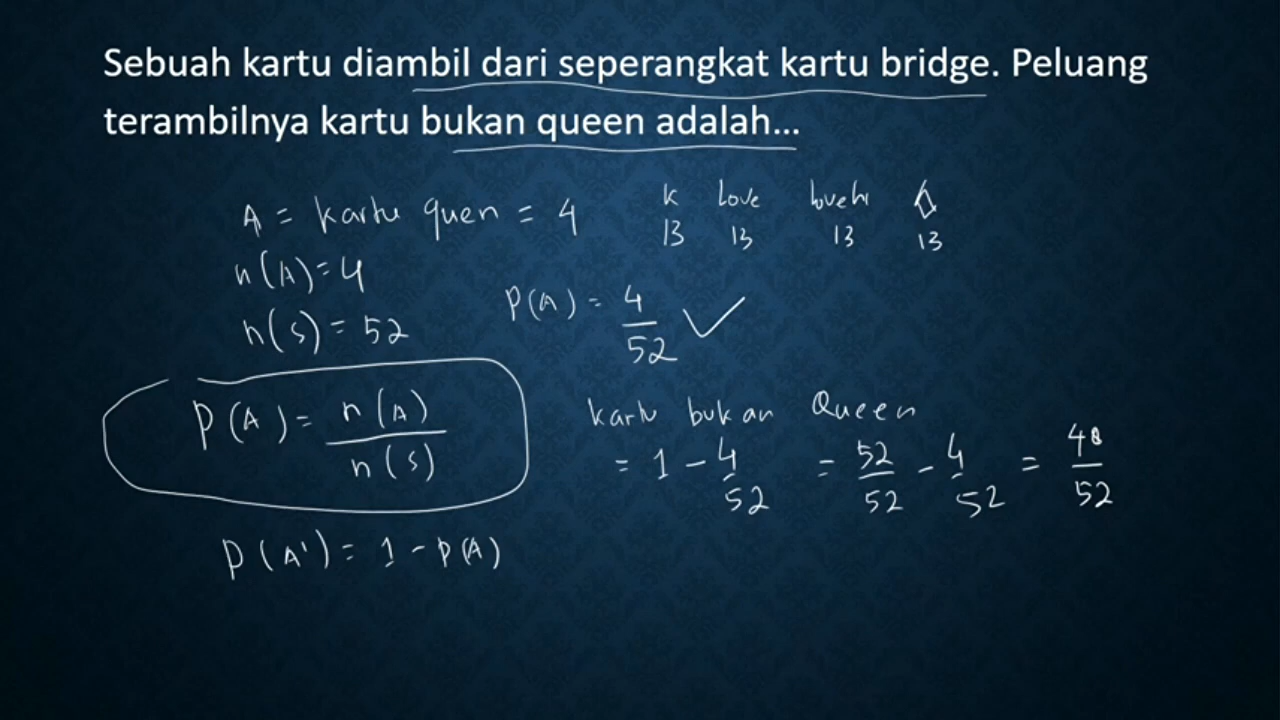 Sebuah kartu diambil dari seperangkat kartu bridge. Peluang
terambilnya kartu bukan queen adalah...
A = kartu quen = 4
K Love 13 13
n(A) = 4
n(S) = 52
13 13
P(A) = 4/52 ✓
P(A) = n(A)/n(S)
P(A') = 1 - P(A)
kartu bukan Queen
= 1 - 4/52 = 52/52 - 4/52 = 48/52